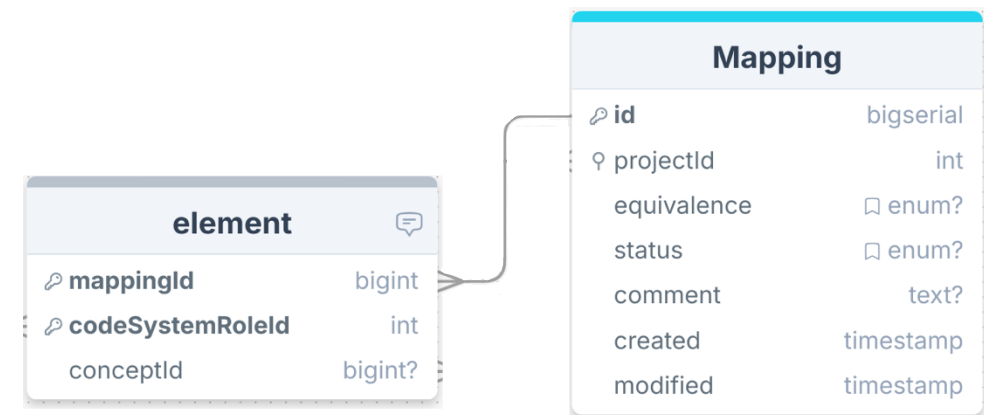 Mapping
id bigserial
projectId int
equivalence enum?
status enum?
comment text?
created timestamp
modified timestamp
element
mappingId bigint
codeSystemRoleId int
conceptId bigint?